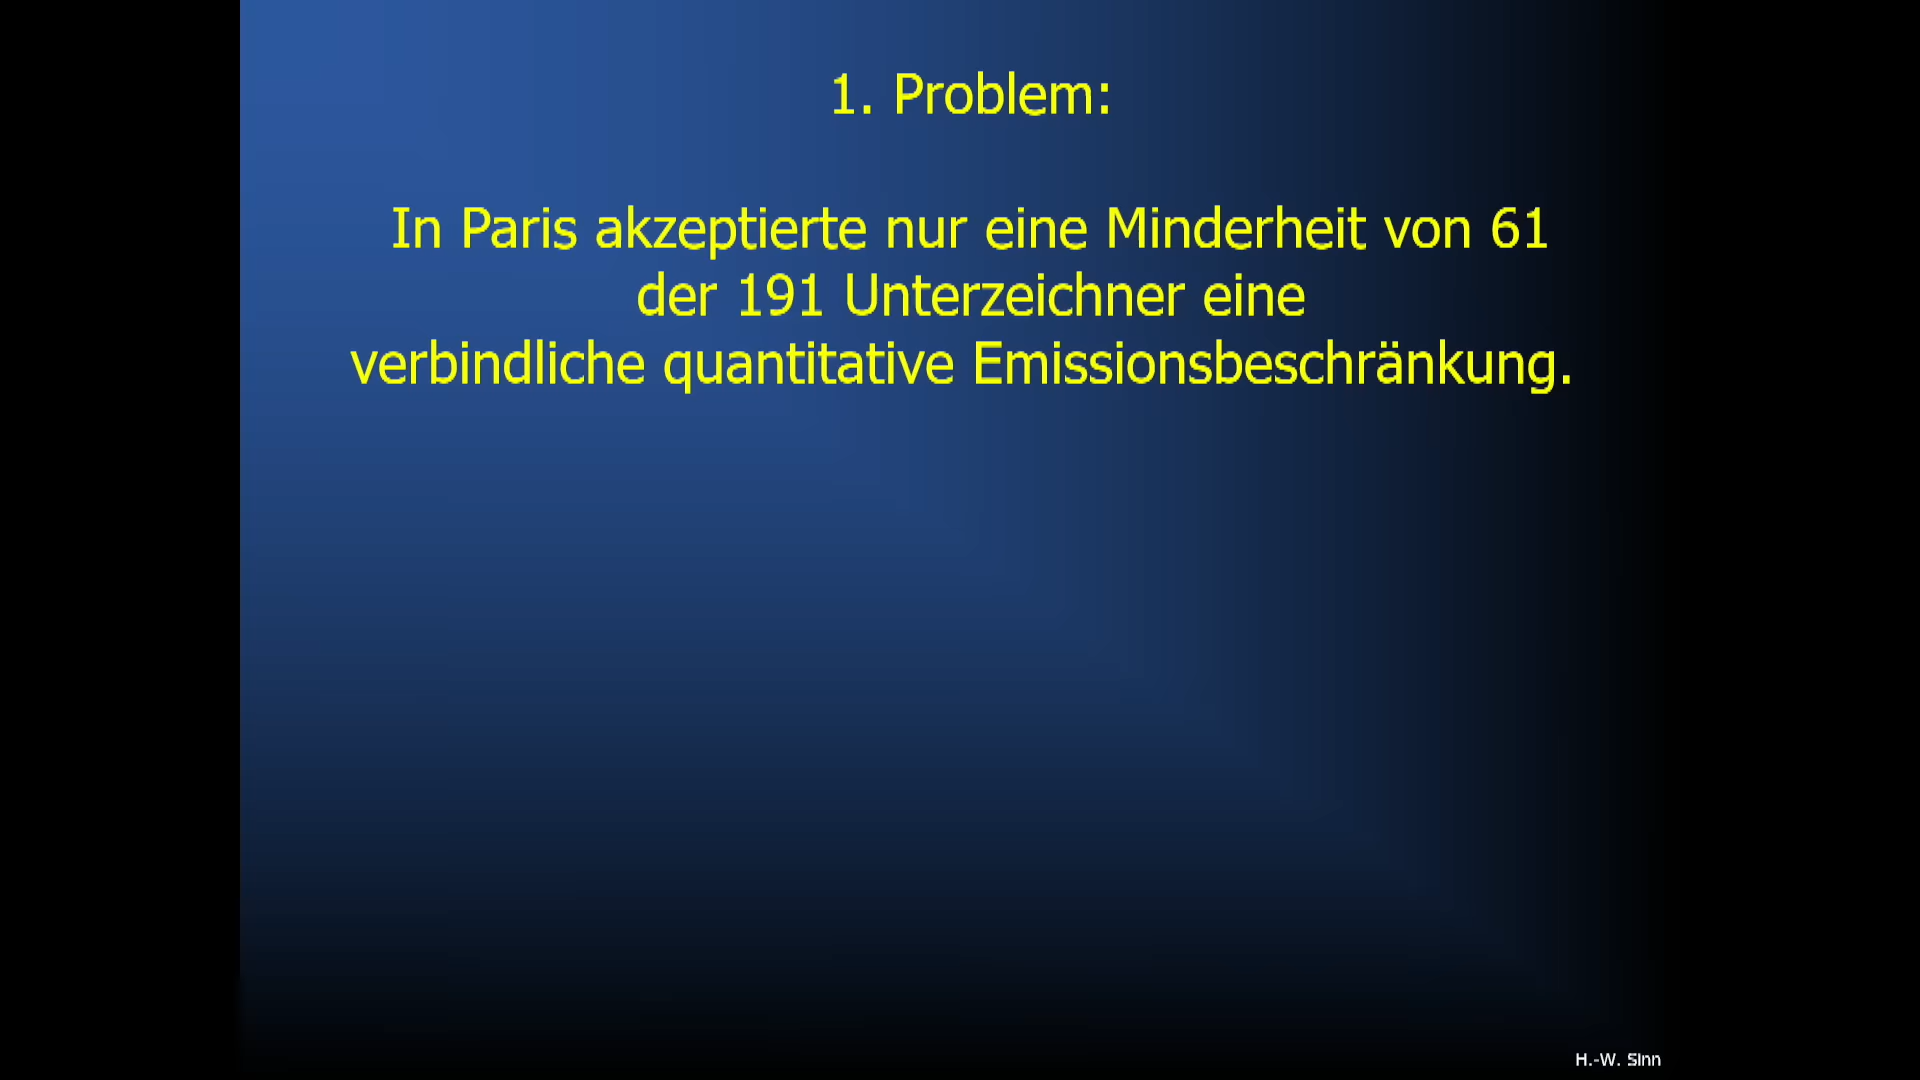 1. Problem:
In Paris akzeptierte nur eine Minderheit von 61
der 191 Unterzeichner eine
verbindliche quantitative Emissionsbeschränkung.
H.-W. Sinn